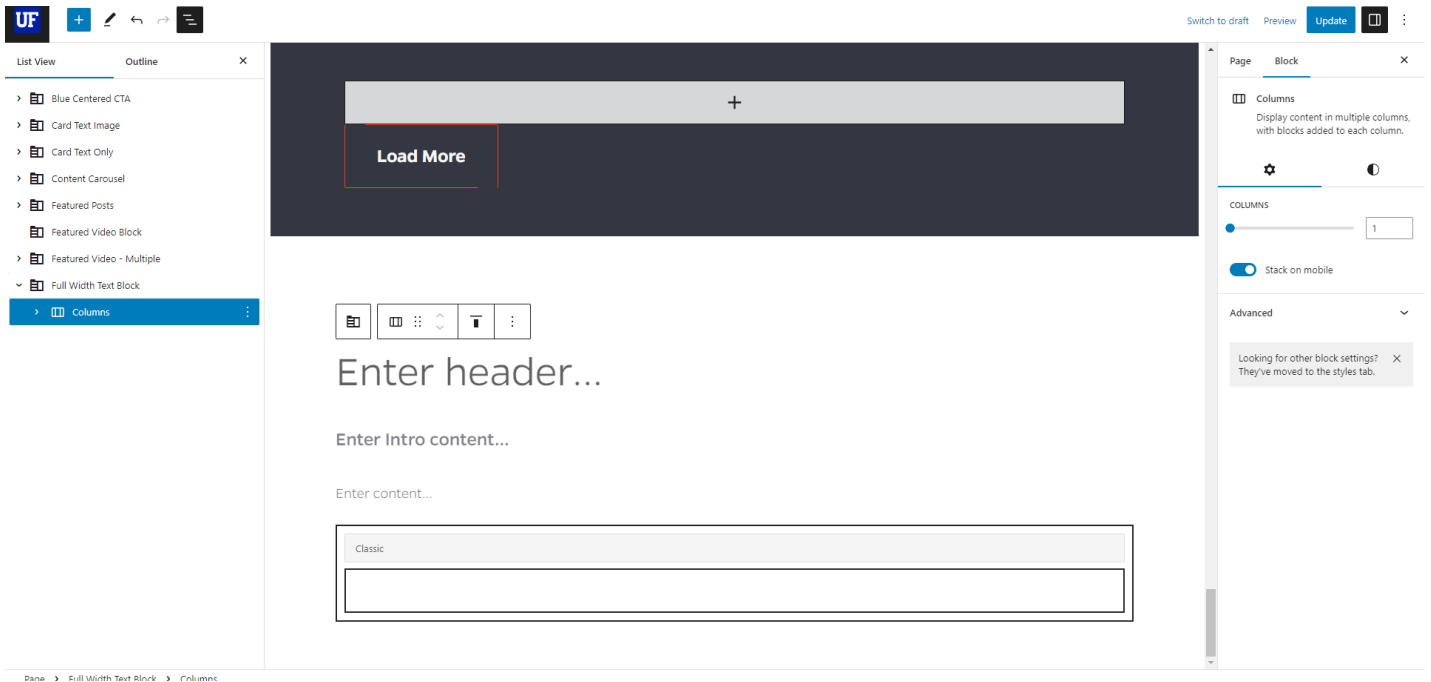 UF
Switch to draft
Preview
Update
List View
Outline
Blue Centered CTA
Card Text Image
Card Text Only
Content Carousel
Featured Posts
Featured Video Block
Featured Video - Multiple
Full Width Text Block
Columns
Load More
Enter header...
Enter Intro content...
Enter content...
Classic
Page
Block
Columns
Display content in multiple columns,
with blocks added to each column.
COLUMNS
1
Stack on mobile
Advanced
Looking for other block settings?
They've moved to the styles tab.
Page > Full Width Text Block > Columns